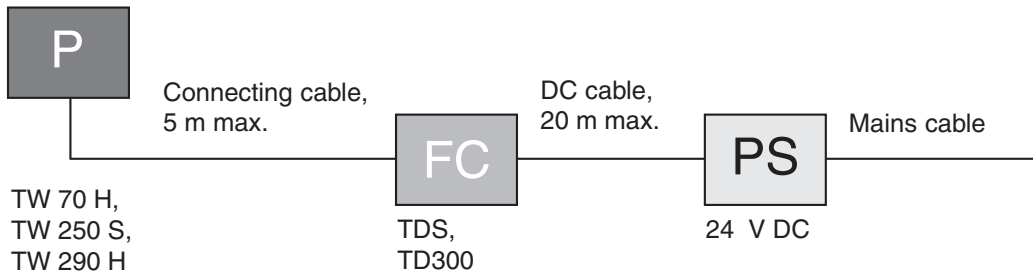 P
Connecting cable,
5 m max.
DC cable,
20 m max.
Mains cable
FC
PS
TW 70 H,
TW 250 S,
TW 290 H
TDS,
TD300
24 V DC